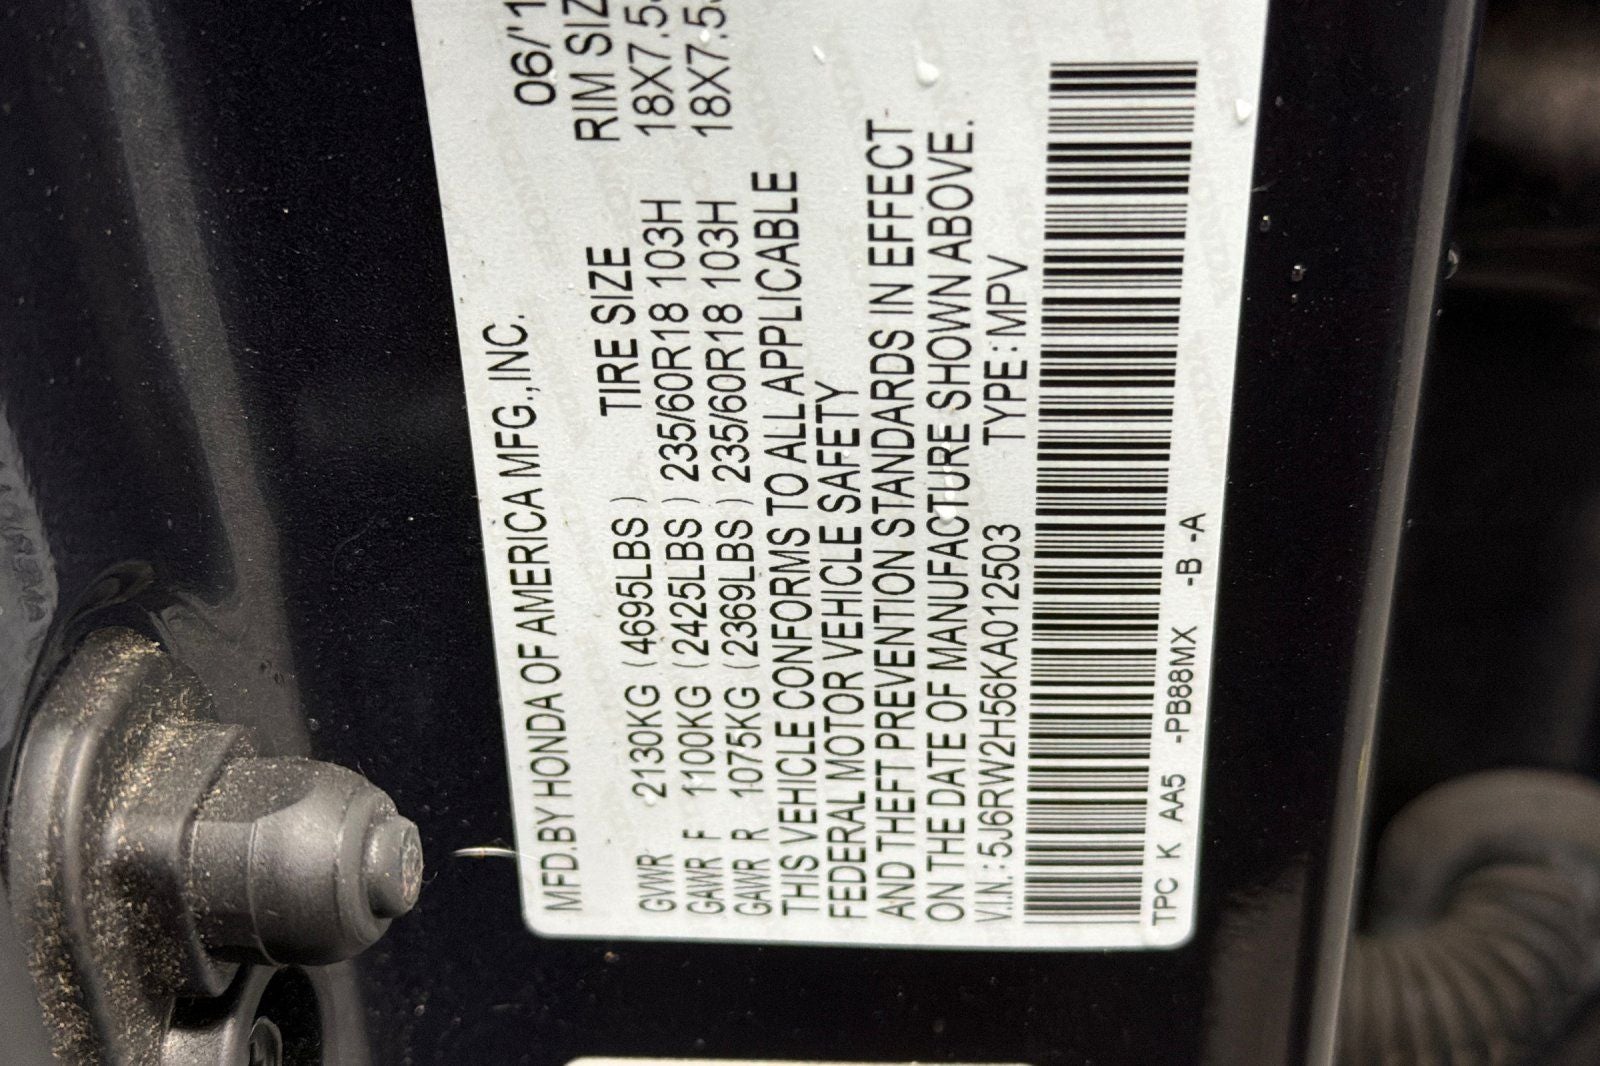 MFD.BY HONDA OF AMERICA MFG.,INC. 06/'1
TIRE SIZE RIM SIZ
GVWR 2130KG (4695LBS)
GAWR F 1100KG (2425LBS) 235/60R18 103H 18X7.5
GAWR R 1075KG (2369LBS) 235/60R18 103H 18X7.5
THIS VEHICLE CONFORMS TO ALL APPLICABLE
FEDERAL MOTOR VEHICLE SAFETY
AND THEFT PREVENTION STANDARDS IN EFFECT
ON THE DATE OF MANUFACTURE SHOWN ABOVE.
V.I.N.:5J6RW2H56KA012503 TYPE:MPV
TPC K AA5 -PB88MX -B -A